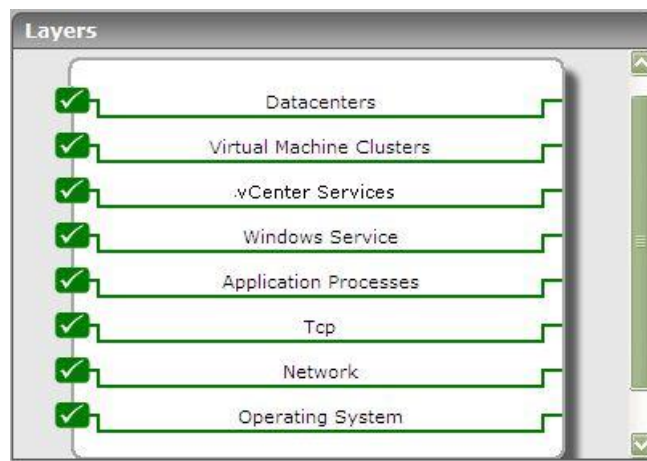 Layers
Datacenters
Virtual Machine Clusters
.vCenter Services
Windows Service
Application Processes
Tcp
Network
Operating System